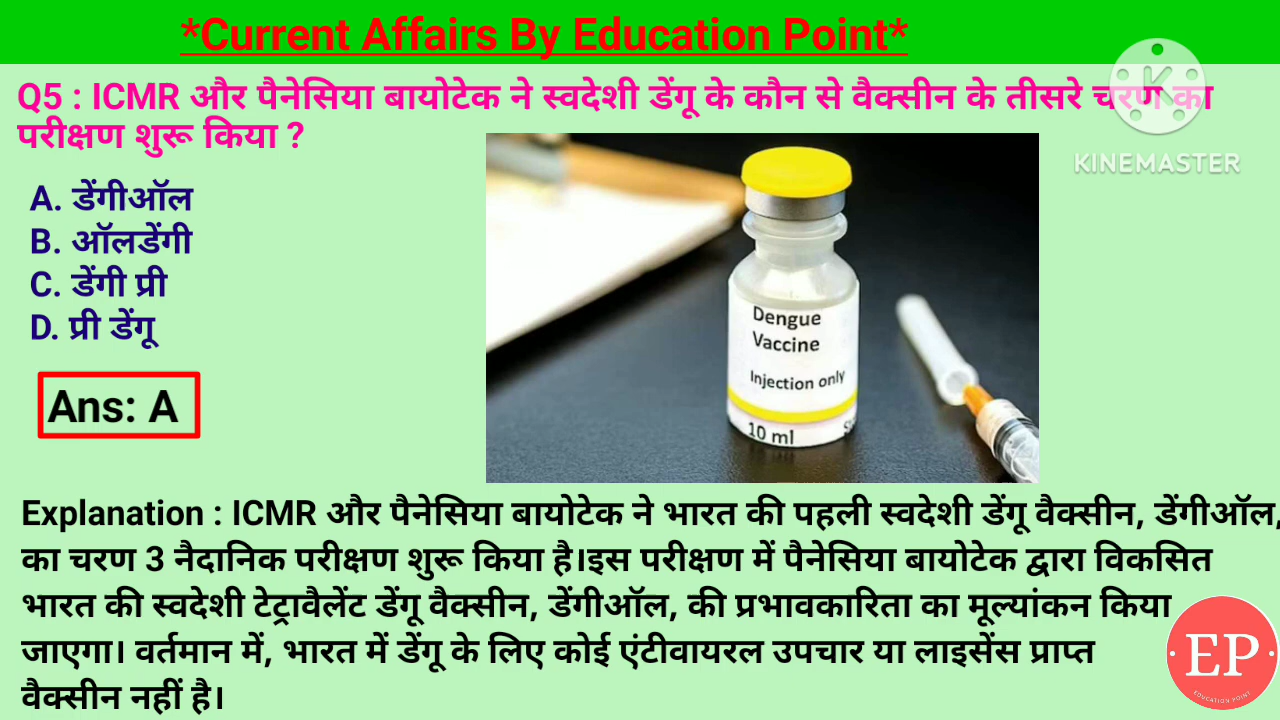 *Current Affairs By Education Point*
Q5 : ICMR और पैनेसिया बायोटेक ने स्वदेशी डेंगू के कौन से वैक्सीन के तीसरे चरण का
परीक्षण शुरू किया ?
KINEMASTER
A. डेंगीऑल
B. ऑलडेंगी
C. डेंगी प्री
D. प्री डेंगू
Ans: A
Dengue
Vaccine
Injection only
10 ml
Explanation : ICMR और पैनेसिया बायोटेक ने भारत की पहली स्वदेशी डेंगू वैक्सीन, डेंगीऑल,
का चरण 3 नैदानिक परीक्षण शुरू किया है।इस परीक्षण में पैनेसिया बायोटेक द्वारा विकसित
भारत की स्वदेशी टेट्रावैलेंट डेंगू वैक्सीन, डेंगीऑल, की प्रभावकारिता का मूल्यांकन किया
जाएगा। वर्तमान में, भारत में डेंगू के लिए कोई एंटीवायरल उपचार या लाइसेंस प्राप्त
वैक्सीन नहीं है।
EP
EDUCATION POINT